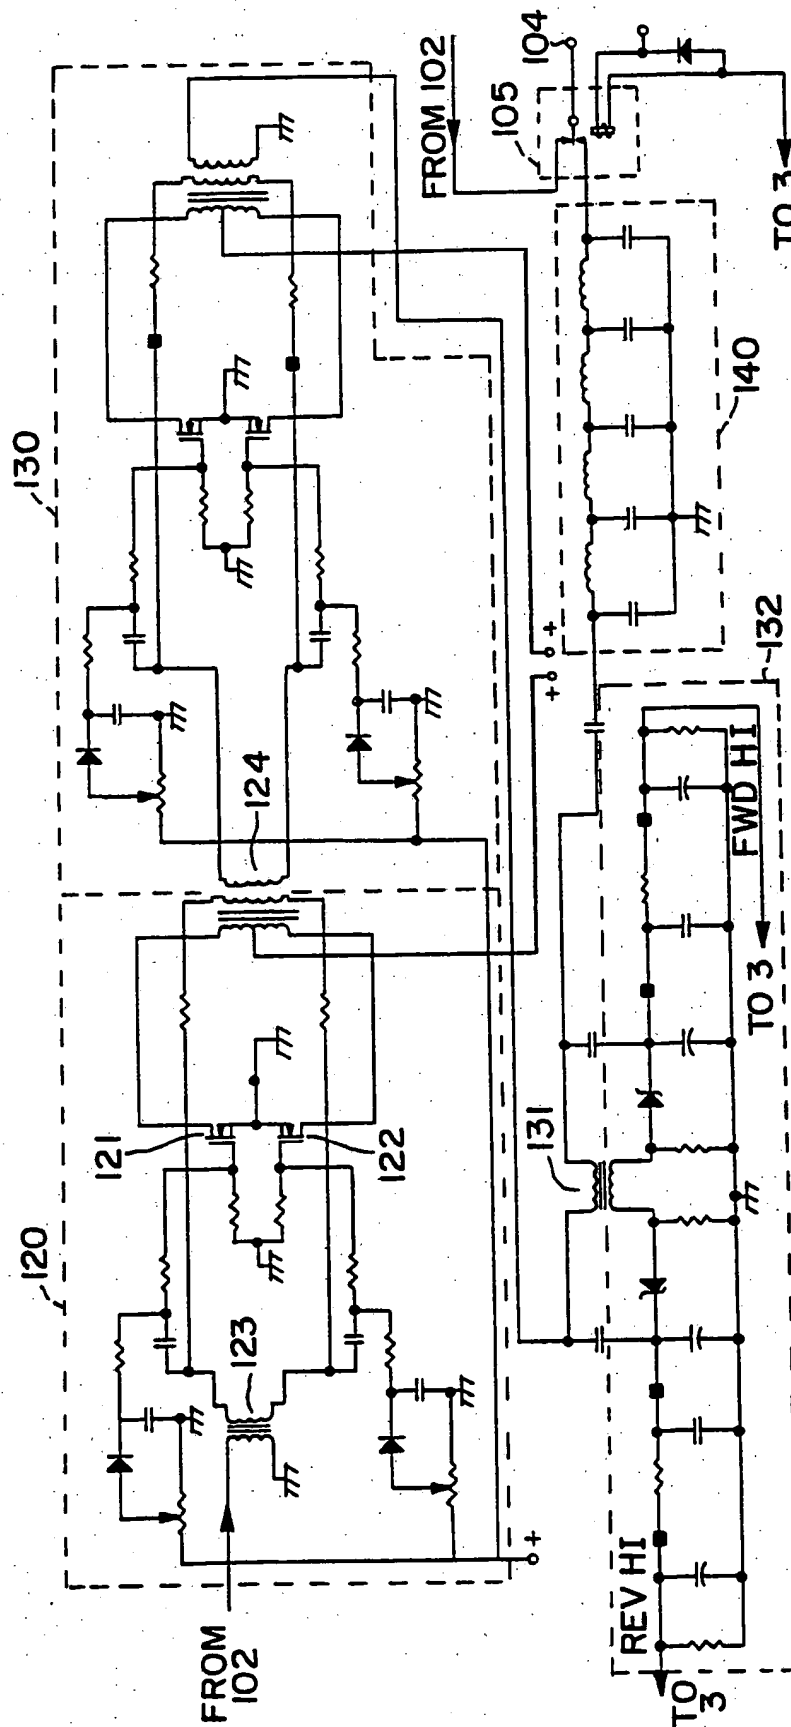 FROM
102
120
121
122
123
124
130
FROM 102
105
104
TO 3
140
132
131
FWD HI
TO 3
REV HI
TO
3
+
+
+